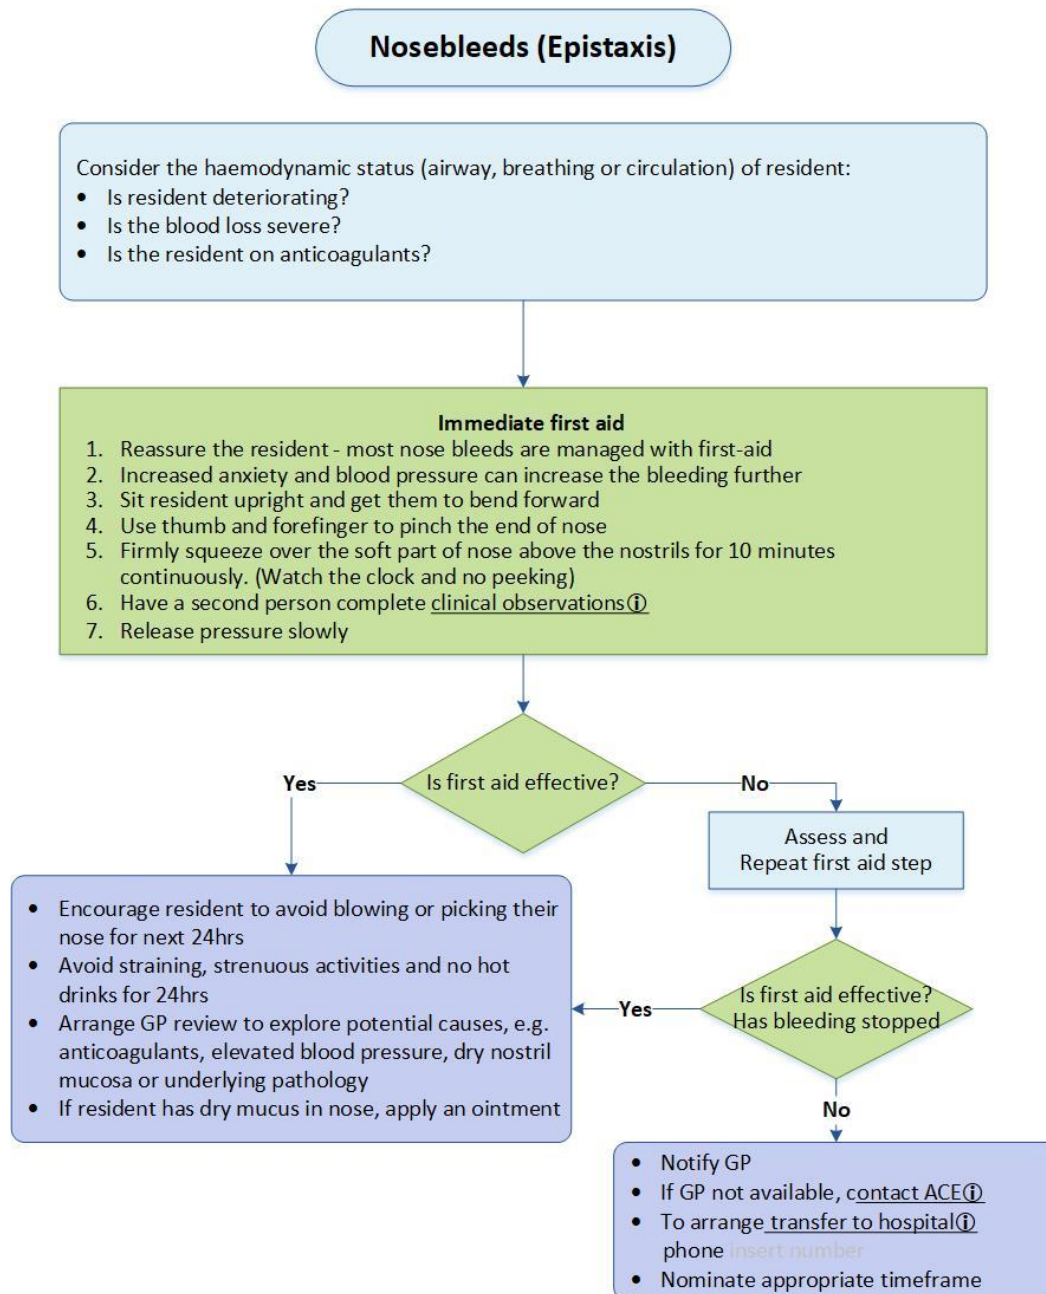 Nosebleeds (Epistaxis)
Consider the haemodynamic status (airway, breathing or circulation) of resident:
• Is resident deteriorating?
• Is the blood loss severe?
• Is the resident on anticoagulants?
Immediate first aid
1. Reassure the resident - most nose bleeds are managed with first-aid
2. Increased anxiety and blood pressure can increase the bleeding further
3. Sit resident upright and get them to bend forward
4. Use thumb and forefinger to pinch the end of nose
5. Firmly squeeze over the soft part of nose above the nostrils for 10 minutes
continuously. (Watch the clock and no peeking)
6. Have a second person complete clinical observationsⓘ
7. Release pressure slowly
Is first aid effective?
Yes
No
Assess and
Repeat first aid step
Is first aid effective?
Has bleeding stopped
Yes
No
• Encourage resident to avoid blowing or picking their
nose for next 24hrs
• Avoid straining, strenuous activities and no hot
drinks for 24hrs
• Arrange GP review to explore potential causes, e.g.
anticoagulants, elevated blood pressure, dry nostril
mucosa or underlying pathology
• If resident has dry mucus in nose, apply an ointment
• Notify GP
• If GP not available, contact ACEⓘ
• To arrange transfer to hospitalⓘ
phone insert number
• Nominate appropriate timeframe